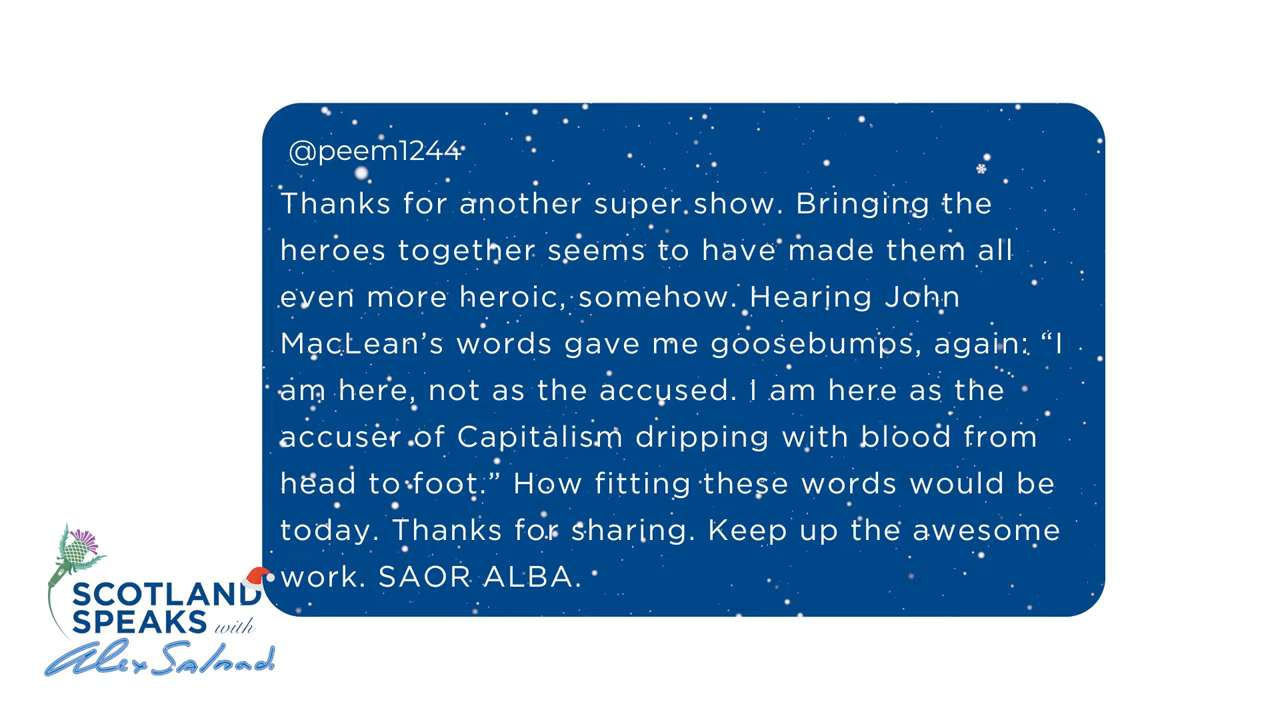 @peem1244
Thanks for another super show. Bringing the
heroes together seems to have made them all
even more heroic, somehow. Hearing John
MacLean’s words gave me goosebumps, again: “I
am here, not as the accused. I am here as the
accuser of Capitalism dripping with blood from
head to foot.” How fitting these words would be
today. Thanks for sharing. Keep up the awesome
work. SAOR ALBA.
SCOTLAND
SPEAKS with
Alex Salmond